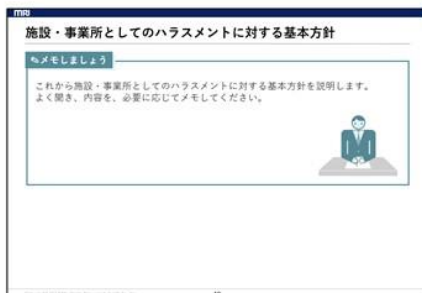 MRI
施設・事業所としてのハラスメントに対する基本方針
✎メモしましょう
これから施設・事業所としてのハラスメントに対する基本方針を説明します。
よく聞き、内容を、必要に応じてメモしてください。